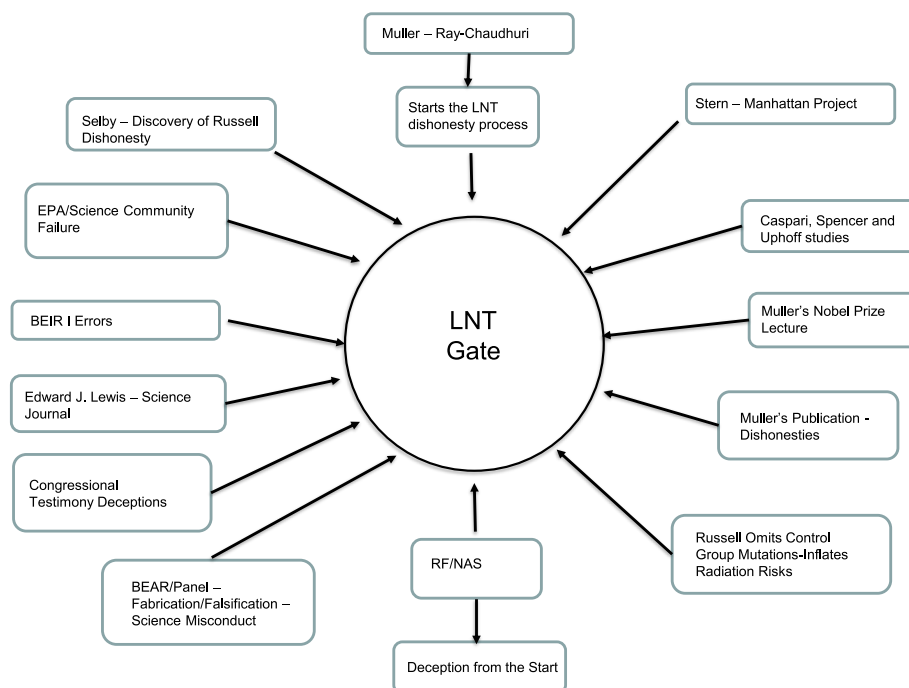 Muller – Ray-Chaudhuri
Starts the LNT
dishonesty process
Stern – Manhattan Project
Selby – Discovery of Russell
Dishonesty
EPA/Science Community
Failure
Caspari, Spencer and
Uphoff studies
BEIR I Errors
LNT
Gate
Muller's Nobel Prize
Lecture
Edward J. Lewis – Science
Journal
Muller's Publication -
Dishonesties
Congressional
Testimony Deceptions
Russell Omits Control
Group Mutations-Inflates
Radiation Risks
BEAR/Panel –
Fabrication/Falsification –
Science Misconduct
RF/NAS
Deception from the Start